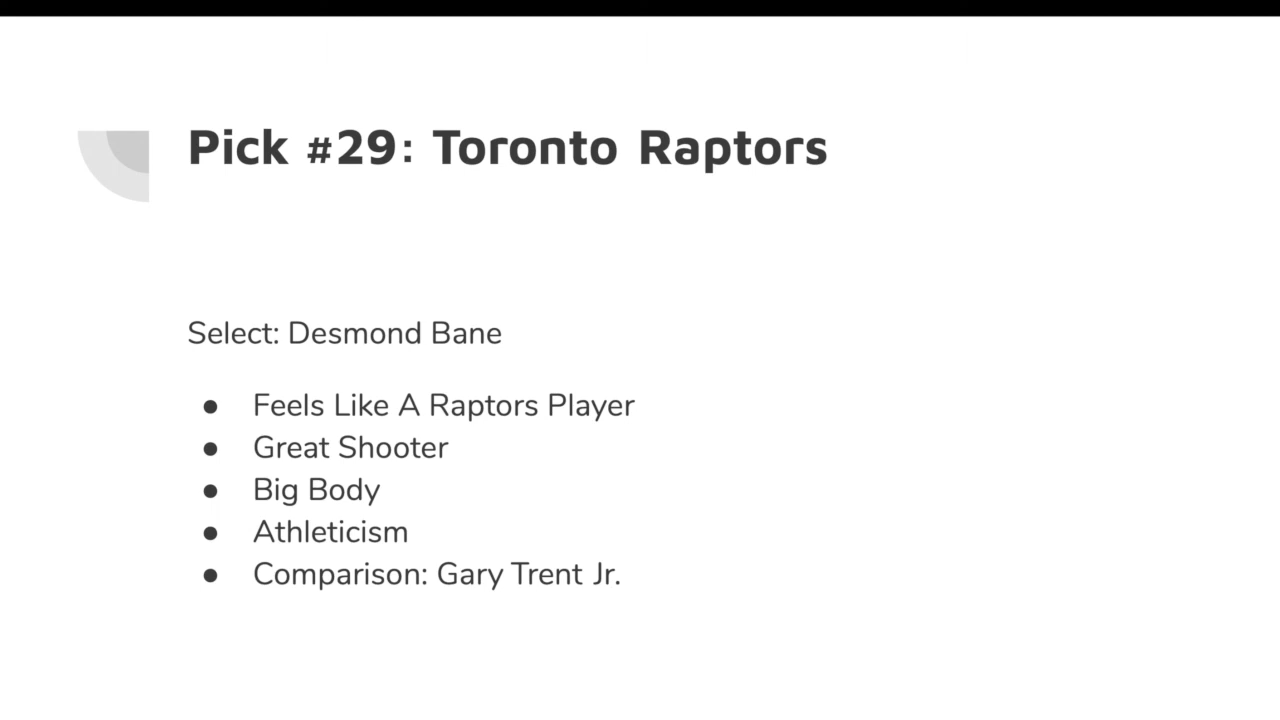 Pick #29: Toronto Raptors
Select: Desmond Bane
● Feels Like A Raptors Player
● Great Shooter
● Big Body
● Athleticism
● Comparison: Gary Trent Jr.